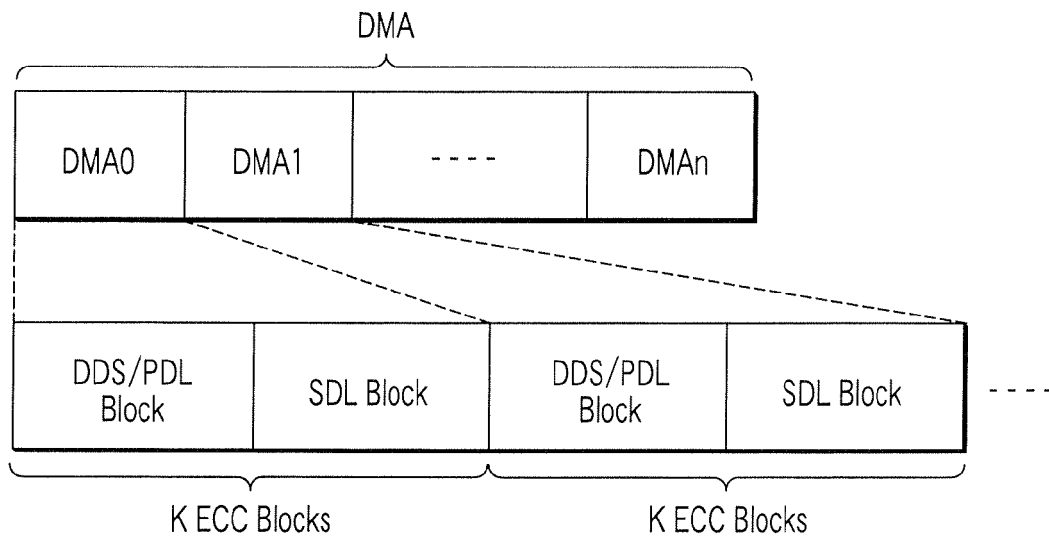 DMA
DMA0 DMA1 ---- DMAn
DDS/PDL Block SDL Block DDS/PDL Block SDL Block ----
K ECC Blocks K ECC Blocks